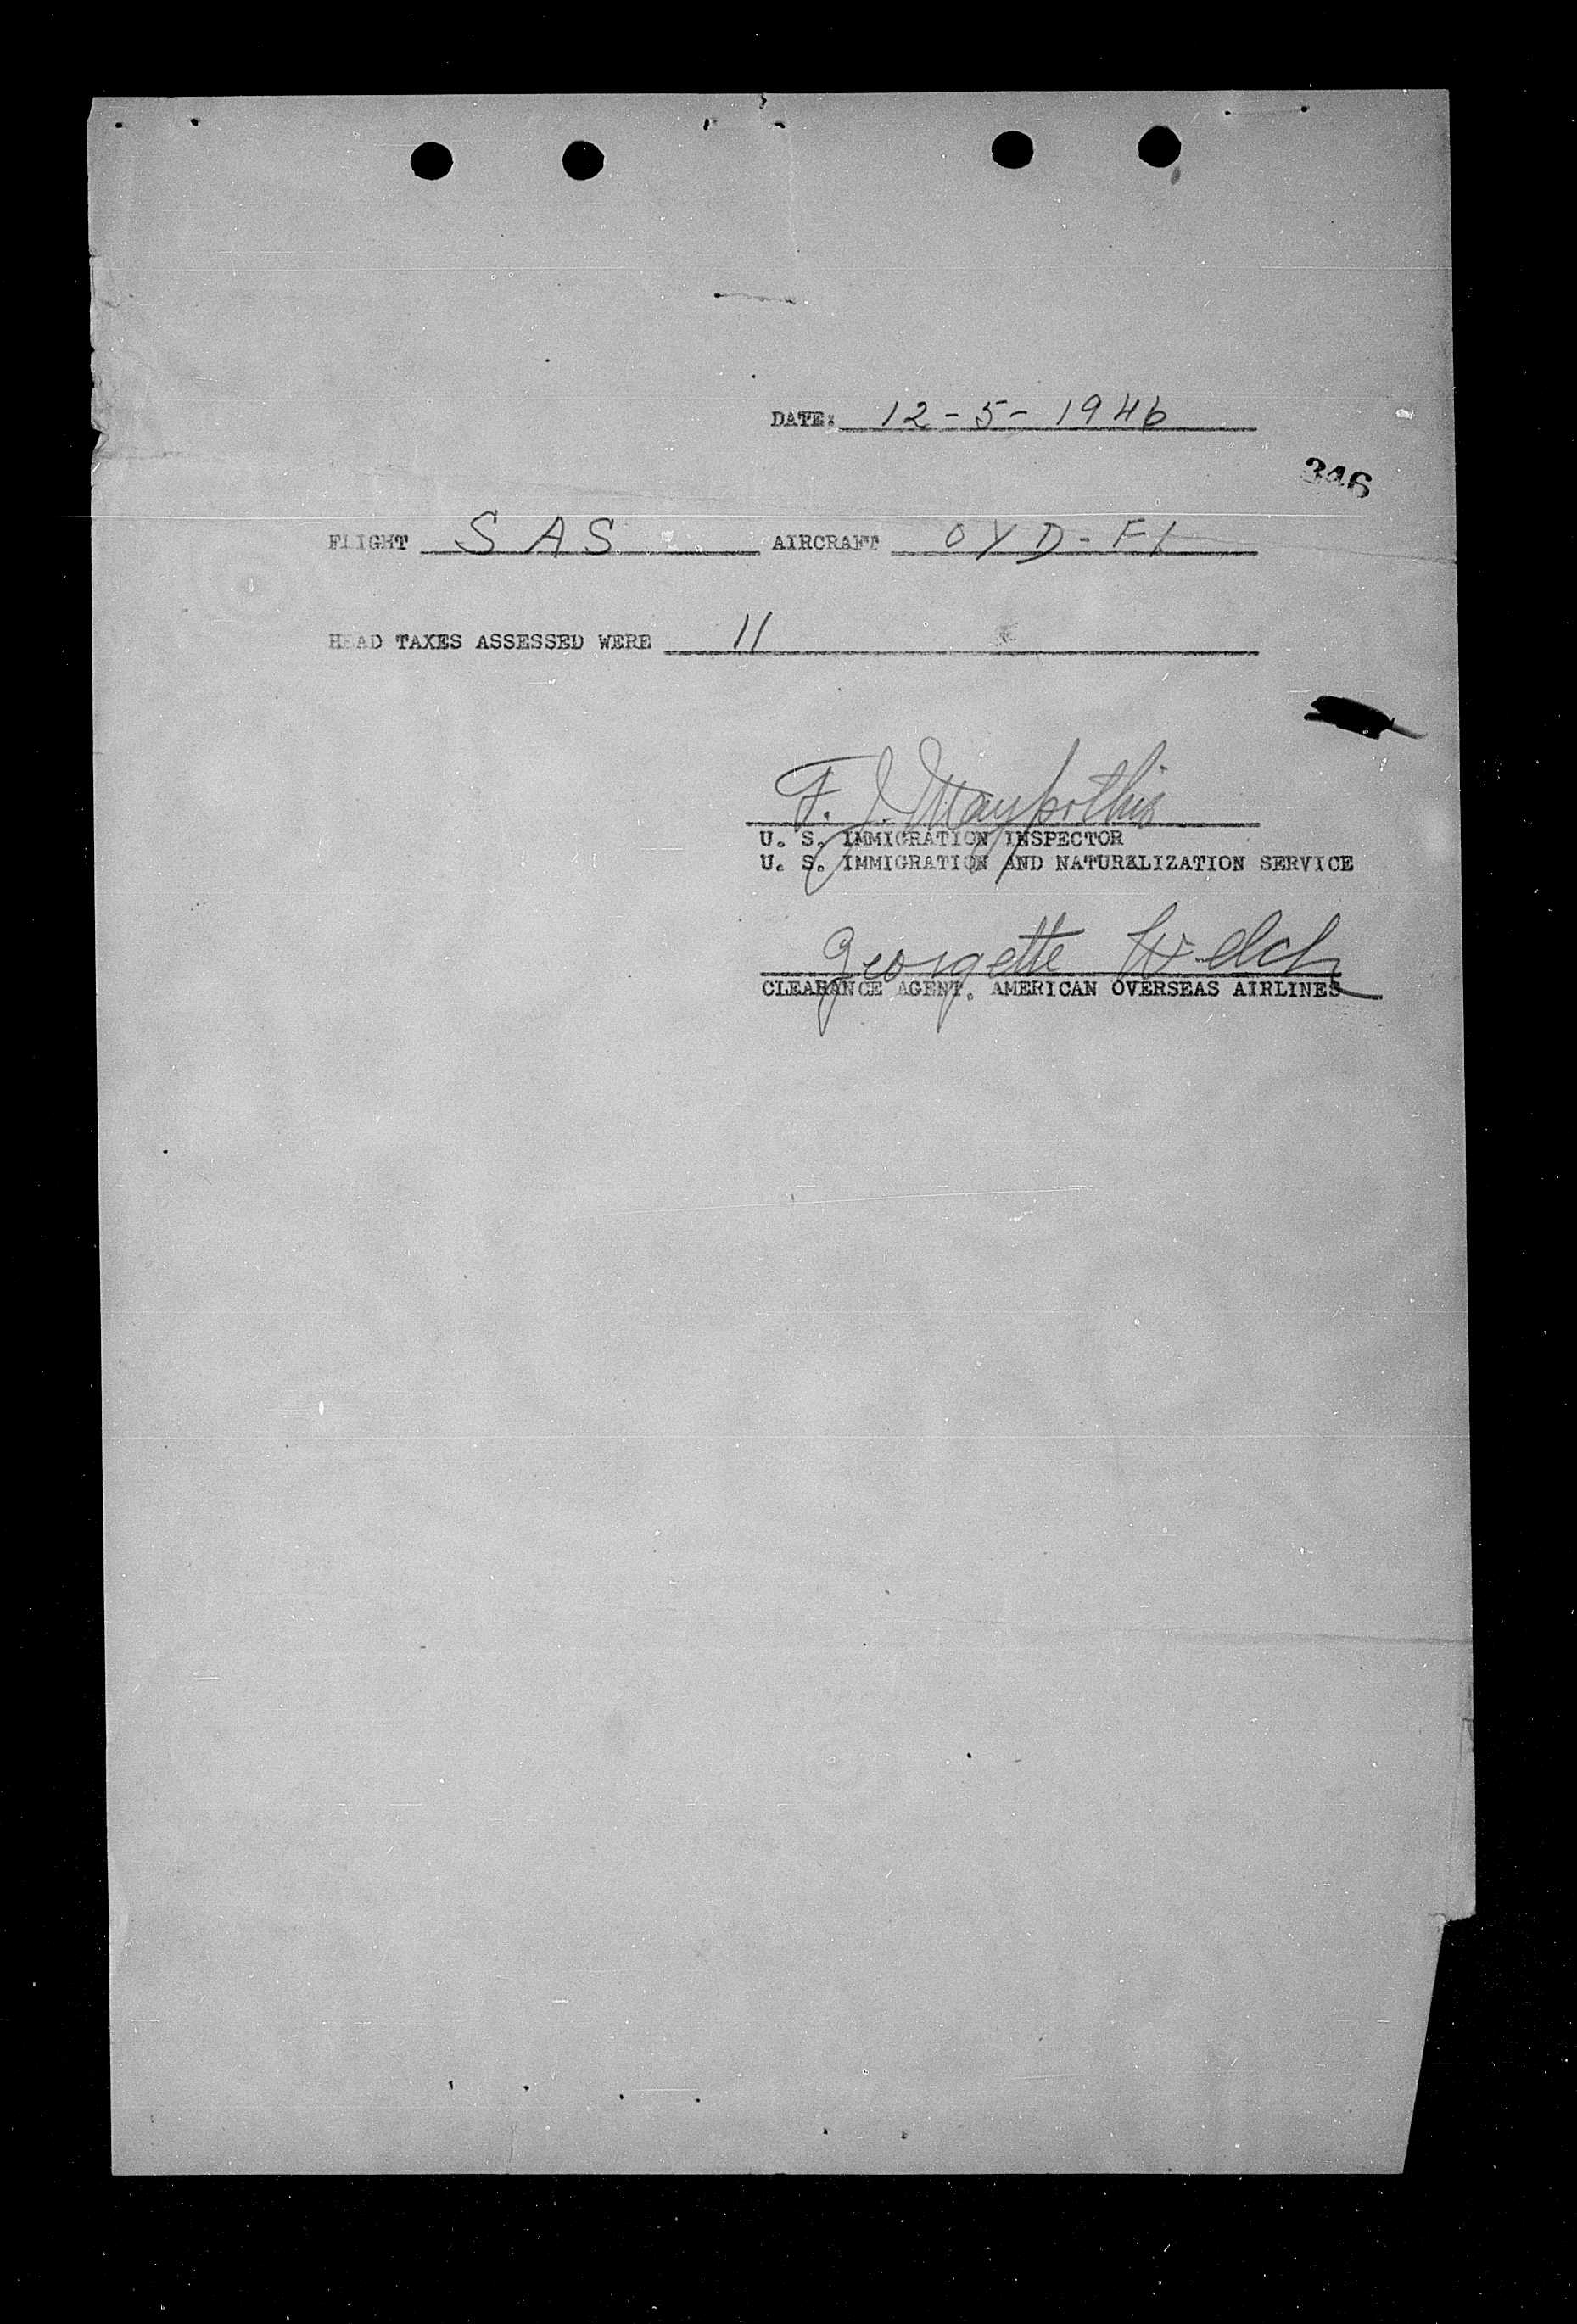 DATE: 12-5-1946
346
FLIGHT SAS AIRCRAFT OYD-FL
HEAD TAXES ASSESSED WERE 11
F. J.
U. S. IMMIGRATION INSPECTOR
U. S. IMMIGRATION AND NATURALIZATION SERVICE
Georgette Welch
CLEARANCE AGENT, AMERICAN OVERSEAS AIRLINES